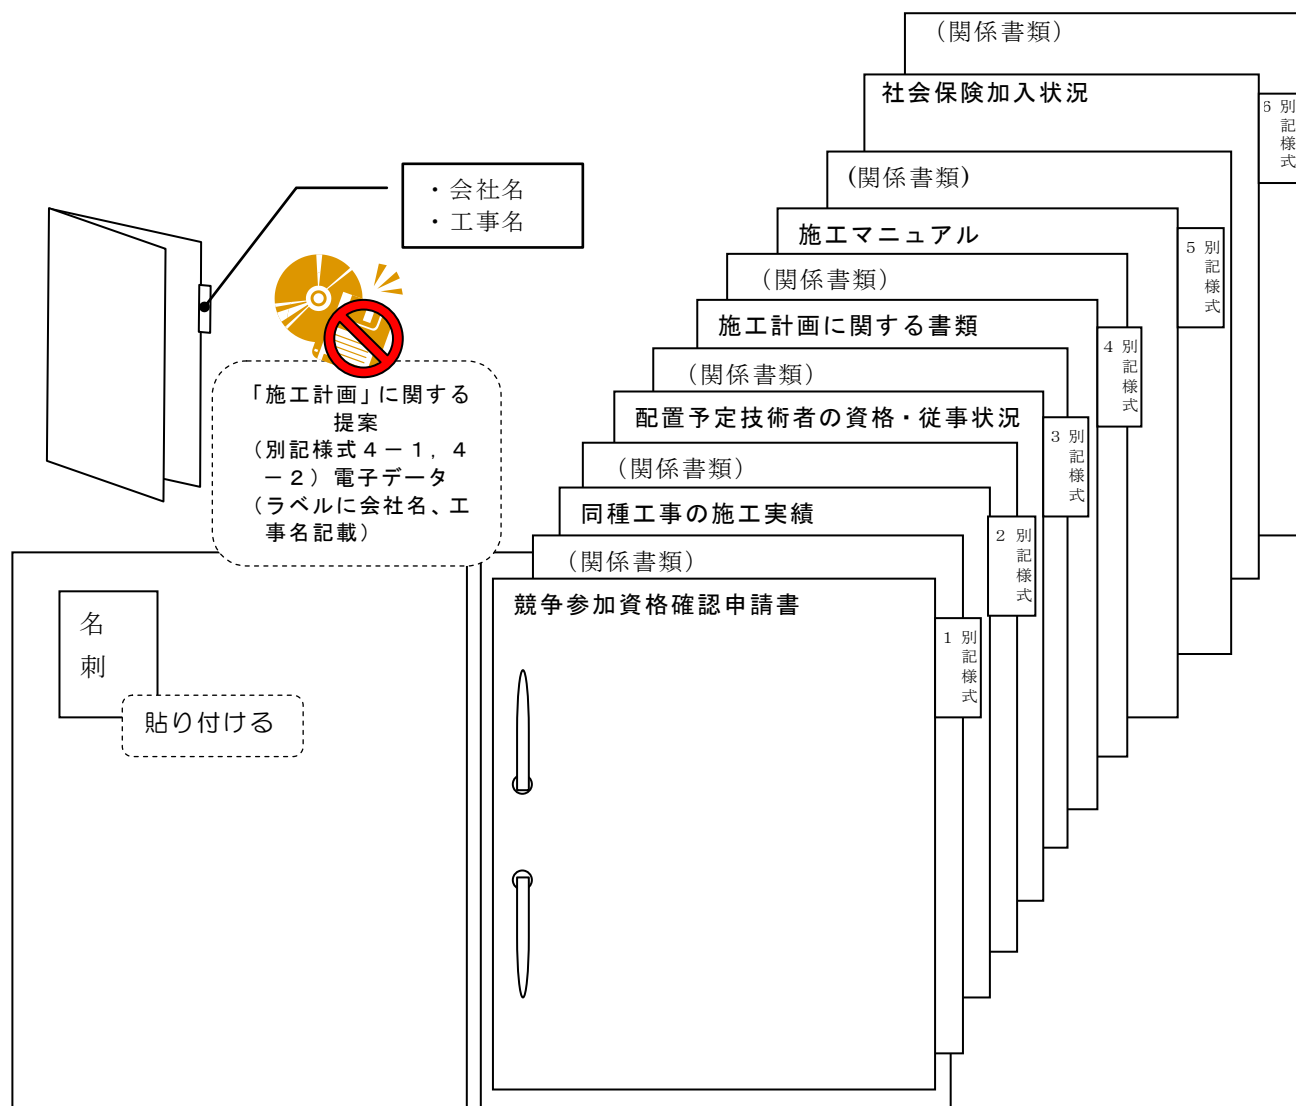 (関係書類)
社会保険加入状況
別記様式6
(関係書類)
・会社名
・工事名
施工マニュアル
別記様式5
(関係書類)
施工計画に関する書類
別記様式4
(関係書類)
「施工計画」に関する
提案
(別記様式4-1,4
-2)電子データ
(ラベルに会社名、工
事名記載)
配置予定技術者の資格・従事状況
別記様式3
(関係書類)
同種工事の施工実績
別記様式2
(関係書類)
競争参加資格確認申請書
別記様式1
名
刺
貼り付ける